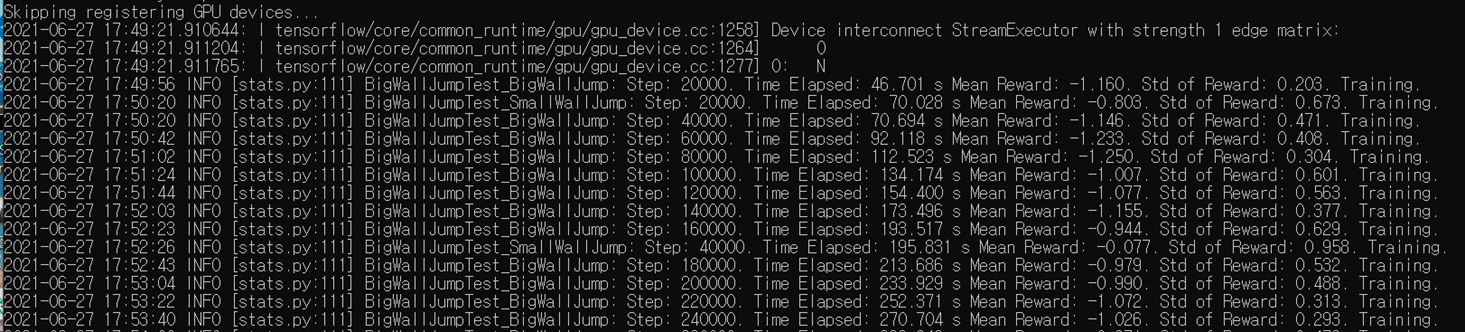 Skipping registering GPU devices...
2021-06-27 17:49:21.910644: I tensorflow/core/common_runtime/gpu/gpu_device.cc:1258] Device interconnect StreamExecutor with strength 1 edge matrix:
2021-06-27 17:49:21.911204: I tensorflow/core/common_runtime/gpu/gpu_device.cc:1264]      0
2021-06-27 17:49:21.911765: I tensorflow/core/common_runtime/gpu/gpu_device.cc:1277] 0:   N
2021-06-27 17:49:56 INFO [stats.py:111] BigWallJumpTest_BigWallJump: Step: 20000. Time Elapsed: 46.701 s Mean Reward: -1.160. Std of Reward: 0.203. Training.
2021-06-27 17:50:20 INFO [stats.py:111] BigWallJumpTest_SmallWallJump: Step: 20000. Time Elapsed: 70.028 s Mean Reward: -0.803. Std of Reward: 0.673. Training.
2021-06-27 17:50:20 INFO [stats.py:111] BigWallJumpTest_BigWallJump: Step: 40000. Time Elapsed: 70.694 s Mean Reward: -1.146. Std of Reward: 0.471. Training.
2021-06-27 17:50:42 INFO [stats.py:111] BigWallJumpTest_BigWallJump: Step: 60000. Time Elapsed: 92.118 s Mean Reward: -1.233. Std of Reward: 0.408. Training.
2021-06-27 17:51:02 INFO [stats.py:111] BigWallJumpTest_BigWallJump: Step: 80000. Time Elapsed: 112.523 s Mean Reward: -1.250. Std of Reward: 0.304. Training.
2021-06-27 17:51:24 INFO [stats.py:111] BigWallJumpTest_BigWallJump: Step: 100000. Time Elapsed: 134.174 s Mean Reward: -1.007. Std of Reward: 0.601. Training.
2021-06-27 17:51:44 INFO [stats.py:111] BigWallJumpTest_BigWallJump: Step: 120000. Time Elapsed: 154.400 s Mean Reward: -1.077. Std of Reward: 0.563. Training.
2021-06-27 17:52:03 INFO [stats.py:111] BigWallJumpTest_BigWallJump: Step: 140000. Time Elapsed: 173.496 s Mean Reward: -1.155. Std of Reward: 0.377. Training.
2021-06-27 17:52:23 INFO [stats.py:111] BigWallJumpTest_BigWallJump: Step: 160000. Time Elapsed: 193.517 s Mean Reward: -0.944. Std of Reward: 0.629. Training.
2021-06-27 17:52:26 INFO [stats.py:111] BigWallJumpTest_SmallWallJump: Step: 40000. Time Elapsed: 195.831 s Mean Reward: -0.077. Std of Reward: 0.958. Training.
2021-06-27 17:52:43 INFO [stats.py:111] BigWallJumpTest_BigWallJump: Step: 180000. Time Elapsed: 213.686 s Mean Reward: -0.979. Std of Reward: 0.532. Training.
2021-06-27 17:53:04 INFO [stats.py:111] BigWallJumpTest_BigWallJump: Step: 200000. Time Elapsed: 233.929 s Mean Reward: -0.990. Std of Reward: 0.488. Training.
2021-06-27 17:53:22 INFO [stats.py:111] BigWallJumpTest_BigWallJump: Step: 220000. Time Elapsed: 252.371 s Mean Reward: -1.072. Std of Reward: 0.313. Training.
2021-06-27 17:53:40 INFO [stats.py:111] BigWallJumpTest_BigWallJump: Step: 240000. Time Elapsed: 270.704 s Mean Reward: -1.026. Std of Reward: 0.293. Training.